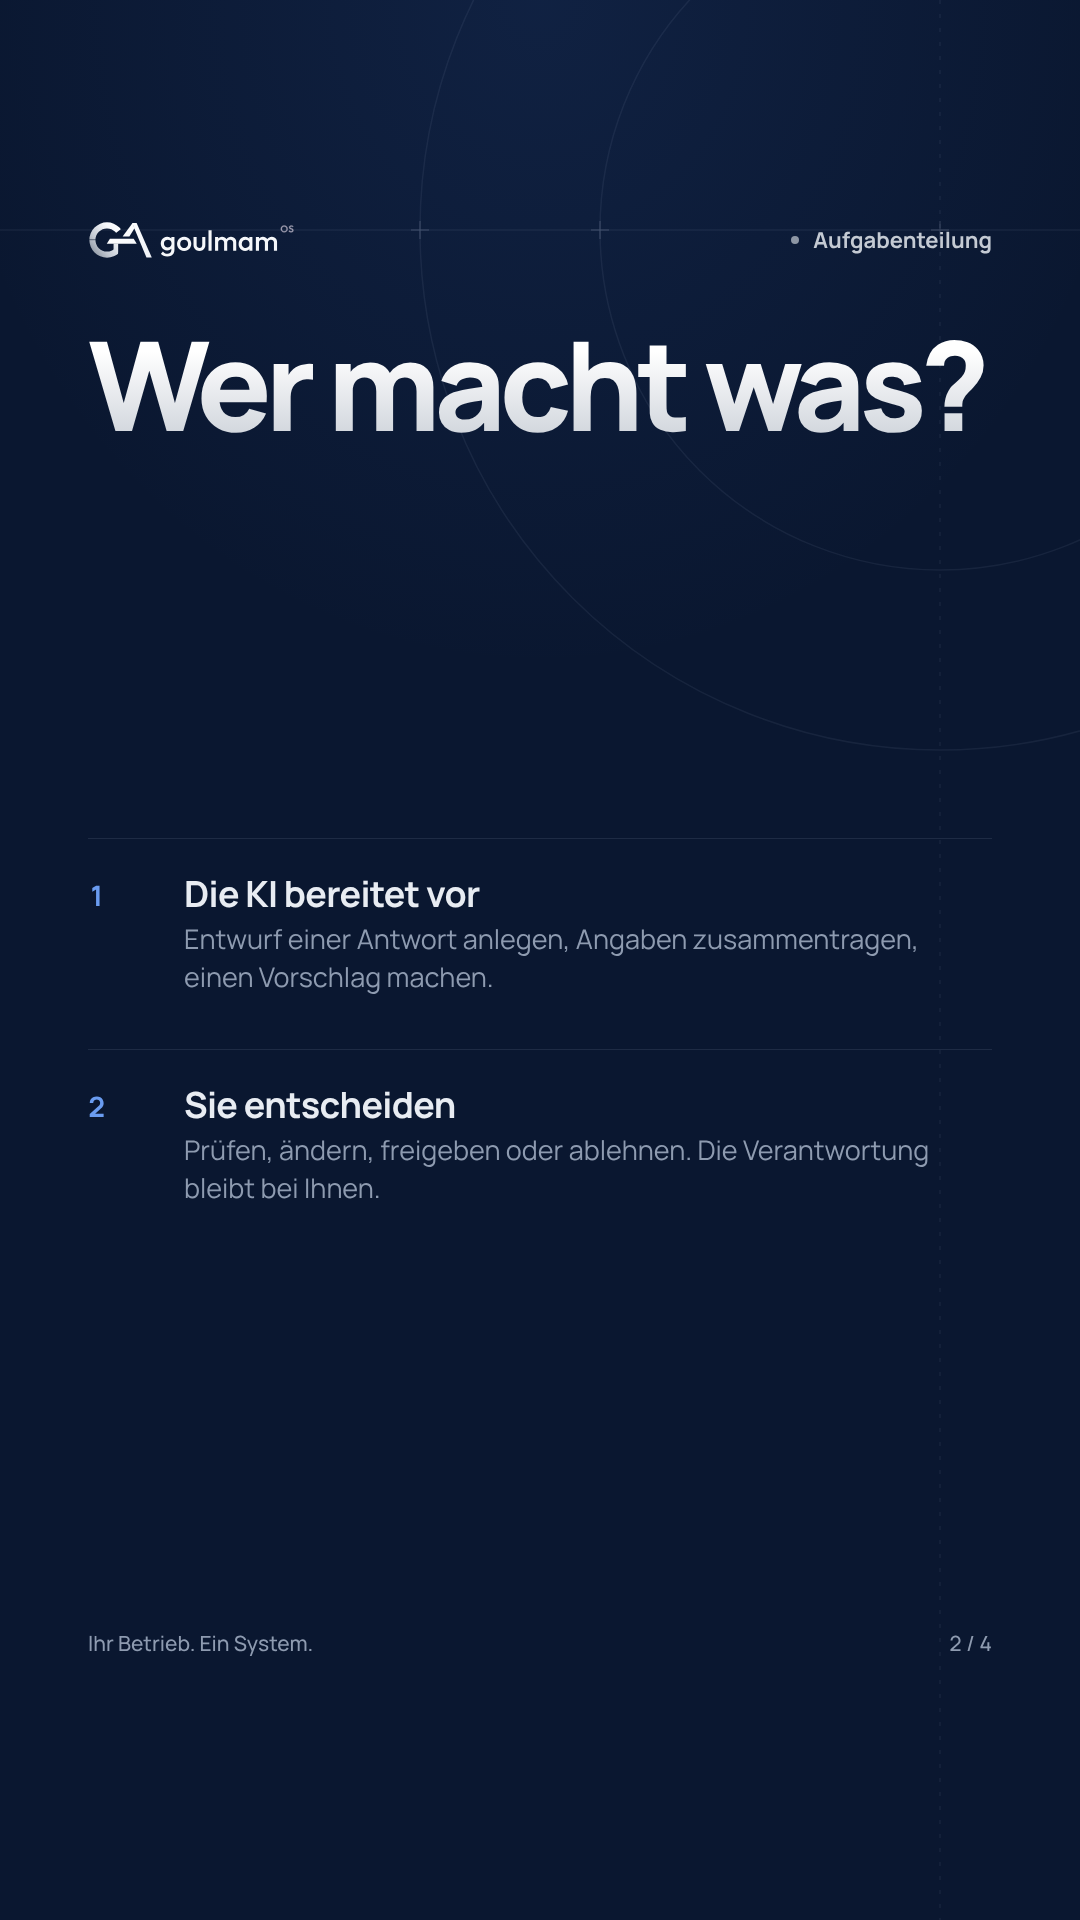 GA goulmam OS
Aufgabenteilung
Wer macht was?
1
Die KI bereitet vor
Entwurf einer Antwort anlegen, Angaben zusammentragen,
einen Vorschlag machen.
2
Sie entscheiden
Prüfen, ändern, freigeben oder ablehnen. Die Verantwortung
bleibt bei Ihnen.
Ihr Betrieb. Ein System.
2 / 4